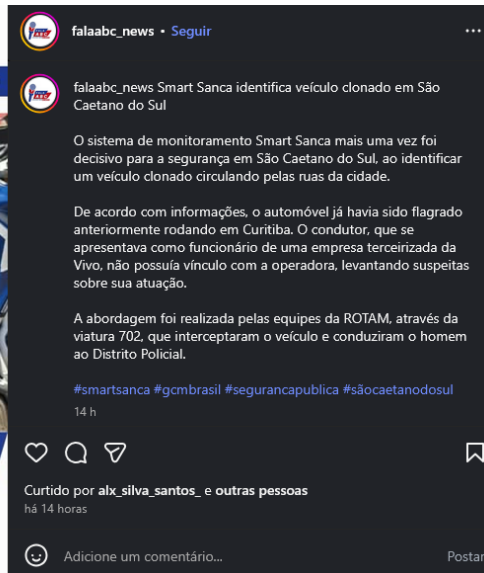 falaabc_news • Seguir
falaabc_news Smart Sanca identifica veículo clonado em São
Caetano do Sul
O sistema de monitoramento Smart Sanca mais uma vez foi
decisivo para a segurança em São Caetano do Sul, ao identificar
um veículo clonado circulando pelas ruas da cidade.
De acordo com informações, o automóvel já havia sido flagrado
anteriormente rodando em Curitiba. O condutor, que se
apresentava como funcionário de uma empresa terceirizada da
Vivo, não possuía vínculo com a operadora, levantando suspeitas
sobre sua atuação.
A abordagem foi realizada pelas equipes da ROTAM, através da
viatura 702, que interceptaram o veículo e conduziram o homem
ao Distrito Policial.
#smartsanca #gcmbrasil #segurancapublica #sãocaetanodosul
14 h
Curtido por alx_silva_santos_ e outras pessoas
há 14 horas
Adicione um comentário...
Postar